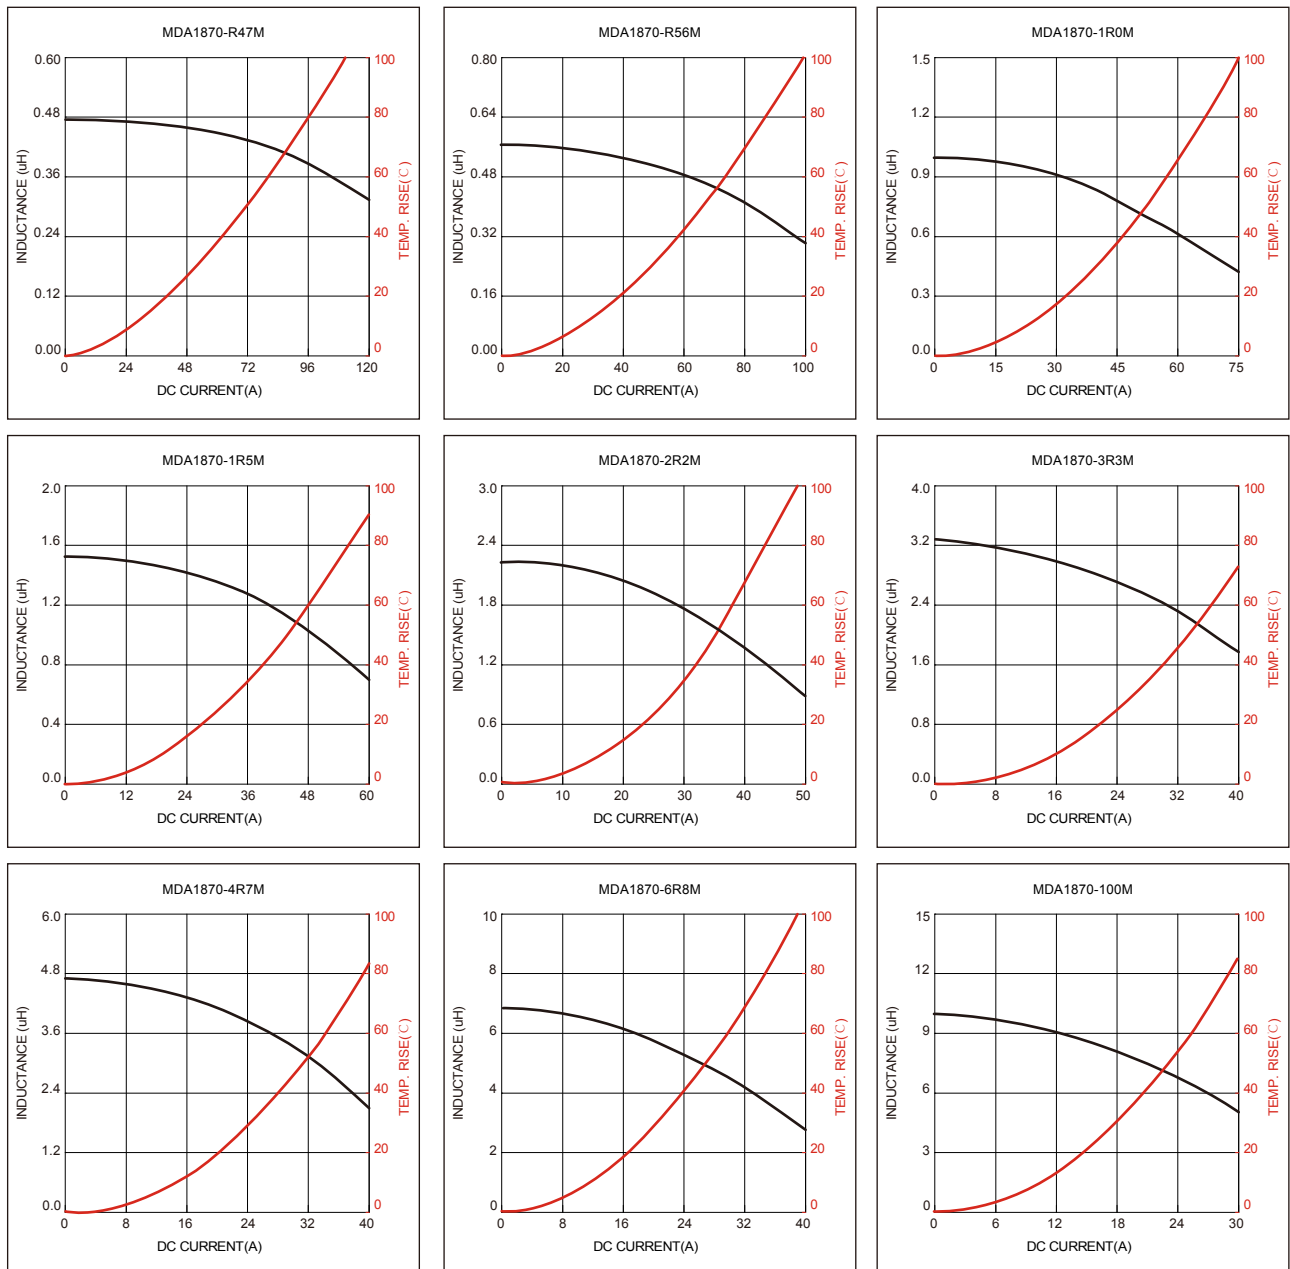 MDA1870-R47M
0.60
0.48
0.36
0.24
0.12
0.00
INDUCTANCE (uH)
100
80
60
40
20
0
TEMP. RISE(℃)
0 24 48 72 96 120
DC CURRENT(A)
MDA1870-R56M
0.80
0.64
0.48
0.32
0.16
0.00
INDUCTANCE (uH)
100
80
60
40
20
0
TEMP. RISE(℃)
0 20 40 60 80 100
DC CURRENT(A)
MDA1870-1R0M
1.5
1.2
0.9
0.6
0.3
0.0
INDUCTANCE (uH)
100
80
60
40
20
0
TEMP. RISE(℃)
0 15 30 45 60 75
DC CURRENT(A)
MDA1870-1R5M
2.0
1.6
1.2
0.8
0.4
0.0
INDUCTANCE (uH)
100
80
60
40
20
0
TEMP. RISE(℃)
0 12 24 36 48 60
DC CURRENT(A)
MDA1870-2R2M
3.0
2.4
1.8
1.2
0.6
0.0
INDUCTANCE (uH)
100
80
60
40
20
0
TEMP. RISE(℃)
0 10 20 30 40 50
DC CURRENT(A)
MDA1870-3R3M
4.0
3.2
2.4
1.6
0.8
0.0
INDUCTANCE (uH)
100
80
60
40
20
0
TEMP. RISE(℃)
0 8 16 24 32 40
DC CURRENT(A)
MDA1870-4R7M
6.0
4.8
3.6
2.4
1.2
0.0
INDUCTANCE (uH)
100
80
60
40
20
0
TEMP. RISE(℃)
0 8 16 24 32 40
DC CURRENT(A)
MDA1870-6R8M
10
8
6
4
2
0
INDUCTANCE (uH)
100
80
60
40
20
0
TEMP. RISE(℃)
0 8 16 24 32 40
DC CURRENT(A)
MDA1870-100M
15
12
9
6
3
0
INDUCTANCE (uH)
100
80
60
40
20
0
TEMP. RISE(℃)
0 6 12 18 24 30
DC CURRENT(A)